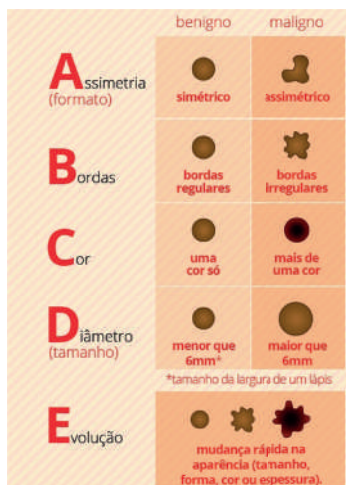 benigno maligno
Assimetria
(formato)
simétrico assimétrico
Bordas
bordas regulares
bordas irregulares
Cor
uma cor só
mais de uma cor
Diâmetro
(tamanho)
menor que 6mm*
maior que 6mm
*tamanho da largura de um lápis
Evolução
mudança rápida na
aparência (tamanho,
forma, cor ou espessura).